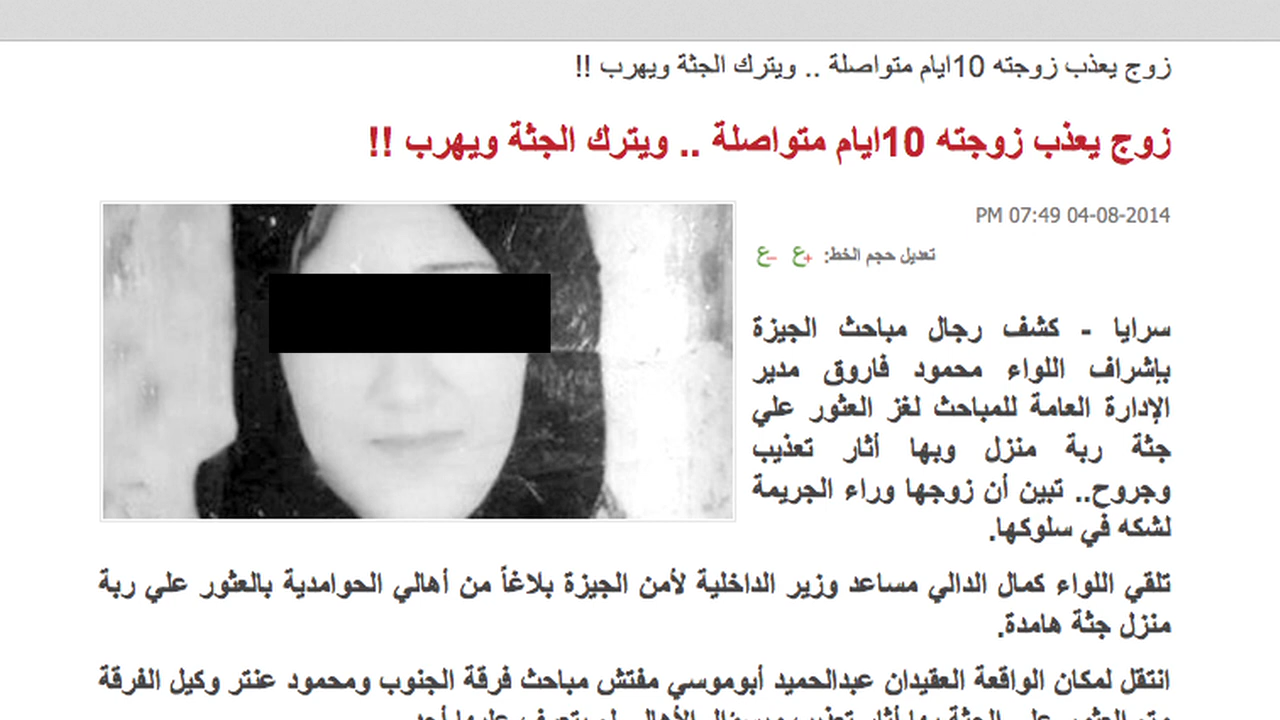 زوج يعذب زوجته 10ايام متواصلة .. ويترك الجثة ويهرب !!
زوج يعذب زوجته 10ايام متواصلة .. ويترك الجثة ويهرب !!
PM 07:49 04-08-2014
تعديل حجم الخط: ع+ ع-
سرايا - كشف رجال مباحث الجيزة
بإشراف اللواء محمود فاروق مدير
الإدارة العامة للمباحث لغز العثور علي
جثة ربة منزل وبها أثار تعذيب
وجروح.. تبين أن زوجها وراء الجريمة
لشكه في سلوكها.
تلقي اللواء كمال الدالي مساعد وزير الداخلية لأمن الجيزة بلاغاً من أهالي الحوامدية بالعثور علي ربة
منزل جثة هامدة.
انتقل لمكان الواقعة العقيدان عبدالحميد أبوموسي مفتش مباحث فرقة الجنوب ومحمود عنتر وكيل الفرقة